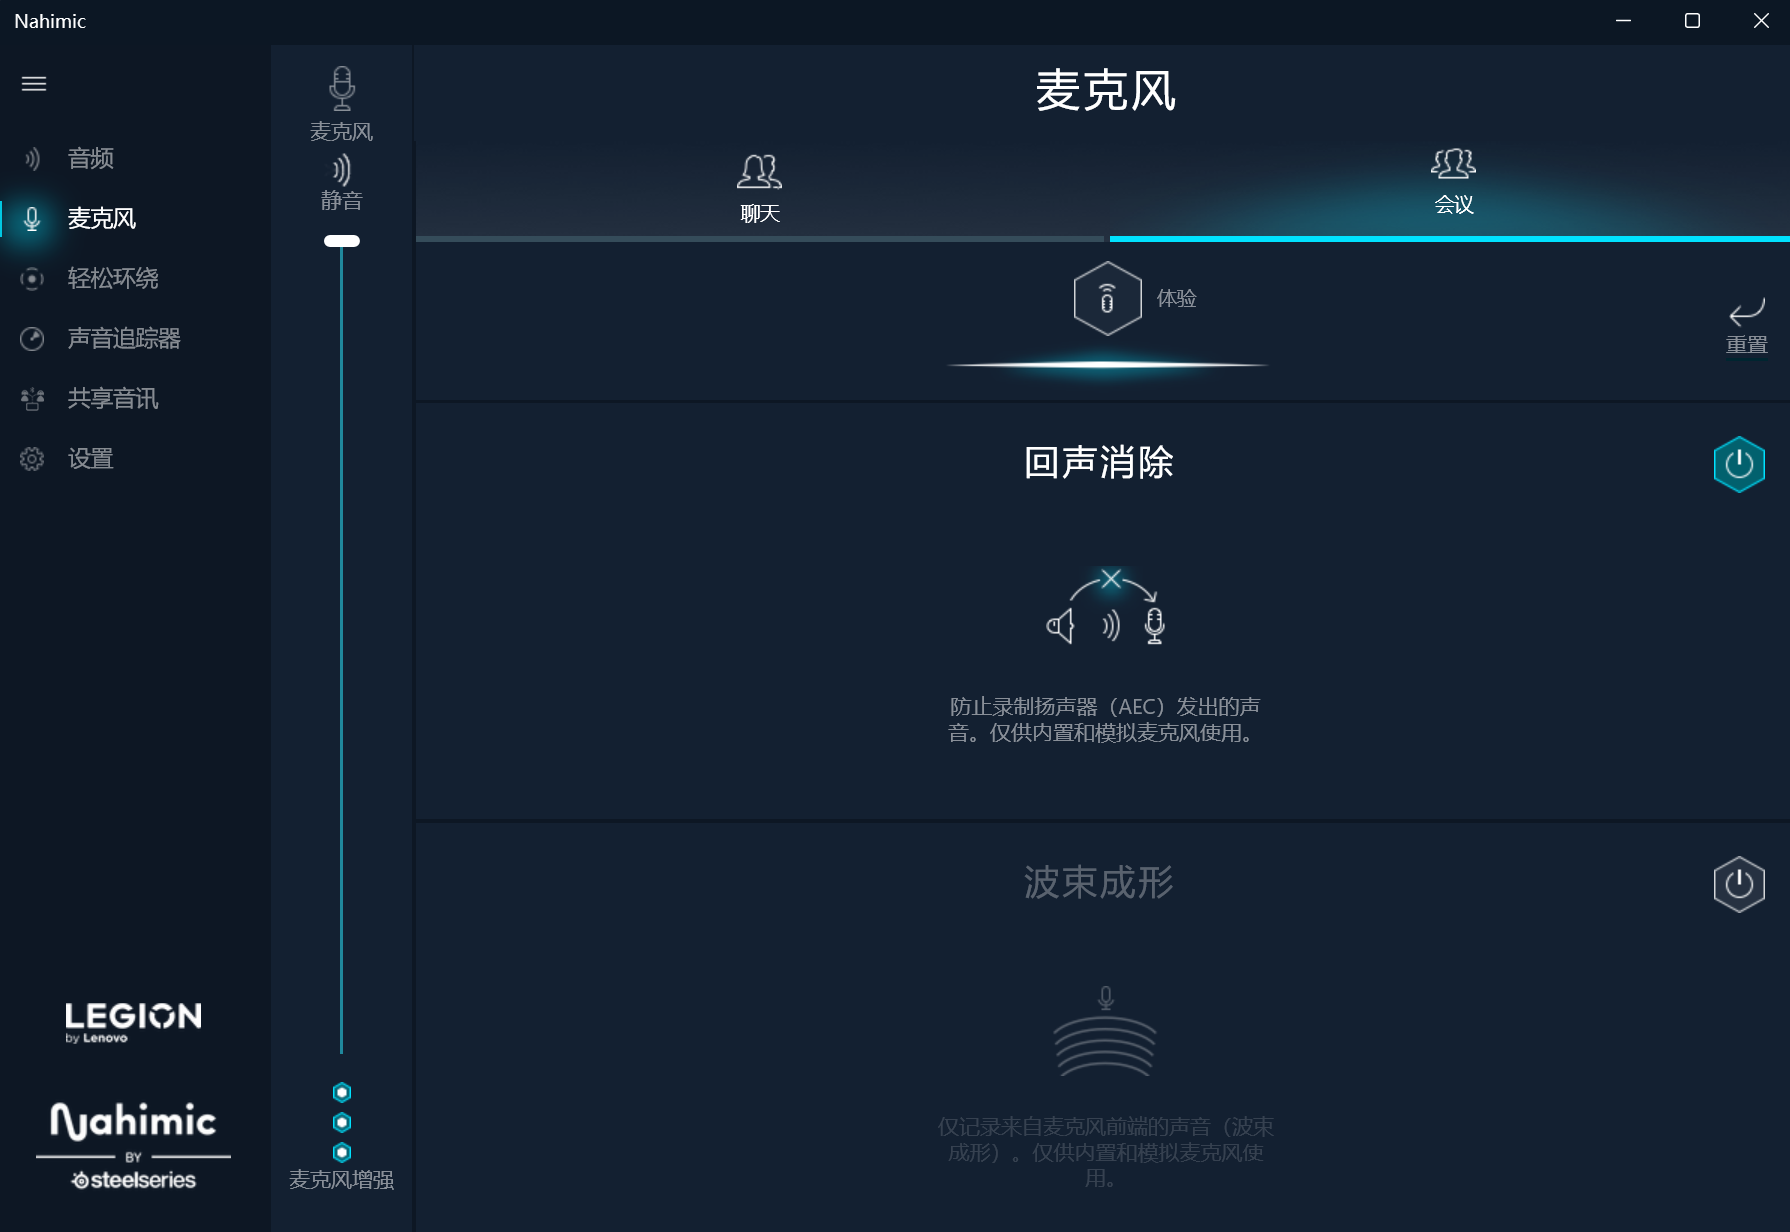 Nahimic
音频
麦克风
轻松环绕
声音追踪器
共享音讯
设置
LEGION
by Lenovo
Nahimic
BY
steelseries
麦克风
静音
麦克风增强
麦克风
聊天
会议
体验
重置
回声消除
防止录制扬声器（AEC）发出的声
音。仅供内置和模拟麦克风使用。
波束成形
仅记录来自麦克风前端的声音（波束
成形）。仅供内置和模拟麦克风使
用。